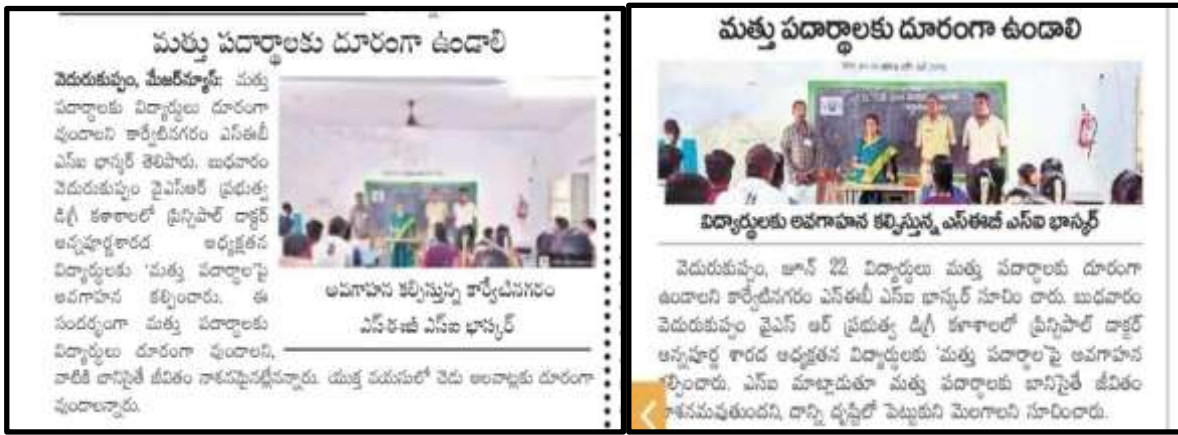 మత్తు పదార్థాలకు దూరంగా ఉండాలి
వెదురుకుప్పం, మేజర్‌న్యూస్: మత్తు
పదార్థాలకు విద్యార్థులు దూరంగా
వుండాలని కార్వేటినగరం ఎస్ఈబీ
ఎస్ఐ భాస్కర్ తెలిపారు. బుధవారం
వెదురుకుప్పం వైఎస్ఆర్ ప్రభుత్వ
డిగ్రీ కళాశాలలో ప్రిన్సిపాల్ డాక్టర్
అన్నపూర్ణశారద అధ్యక్షతన
విద్యార్థులకు 'మత్తు పదార్థాల'పై
అవగాహన కల్పించారు. ఈ
సందర్భంగా మత్తు పదార్థాలకు
విద్యార్థులు దూరంగా వుండాలని,
వాటికి బానిసైతే జీవితం నాశనమైనట్లేనన్నారు. యుక్త వయసులో చెడు అలవాట్లకు దూరంగా
వుండాలన్నారు.
అవగాహన కల్పిస్తున్న కార్వేటినగరం
ఎస్ఈబీ ఎస్ఐ భాస్కర్
మత్తు పదార్థాలకు దూరంగా ఉండాలి
విద్యార్థులకు అవగాహన కల్పిస్తున్న ఎస్ఈబీ ఎస్ఐ భాస్కర్
వెదురుకుప్పం, జూన్ 22 విద్యార్థులు మత్తు పదార్థాలకు దూరంగా
ఉండాలని కార్వేటినగరం ఎస్ఈబీ ఎస్ఐ భాస్కర్ సూచిం చారు. బుధవారం
వెదురుకుప్పం వైఎస్ ఆర్ ప్రభుత్వ డిగ్రీ కళాశాలలో ప్రిన్సిపాల్ డాక్టర్
అన్నపూర్ణ శారద అధ్యక్షతన విద్యార్థులకు 'మత్తు పదార్థాల'పై అవగాహన
కల్పించారు. ఎస్ఐ మాట్లాడుతూ మత్తు పదార్థాలకు బానిసైతే జీవితం
నాశనమవుతుందని, దాన్ని దృష్టిలో పెట్టుకుని మెలగాలని సూచించారు.